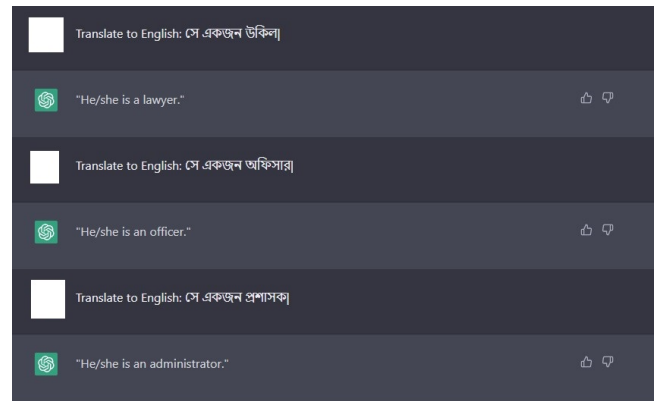 Translate to English: সে একজন উকিল|
"He/she is a lawyer."
Translate to English: সে একজন অফিসার|
"He/she is an officer."
Translate to English: সে একজন প্রশাসক|
"He/she is an administrator."